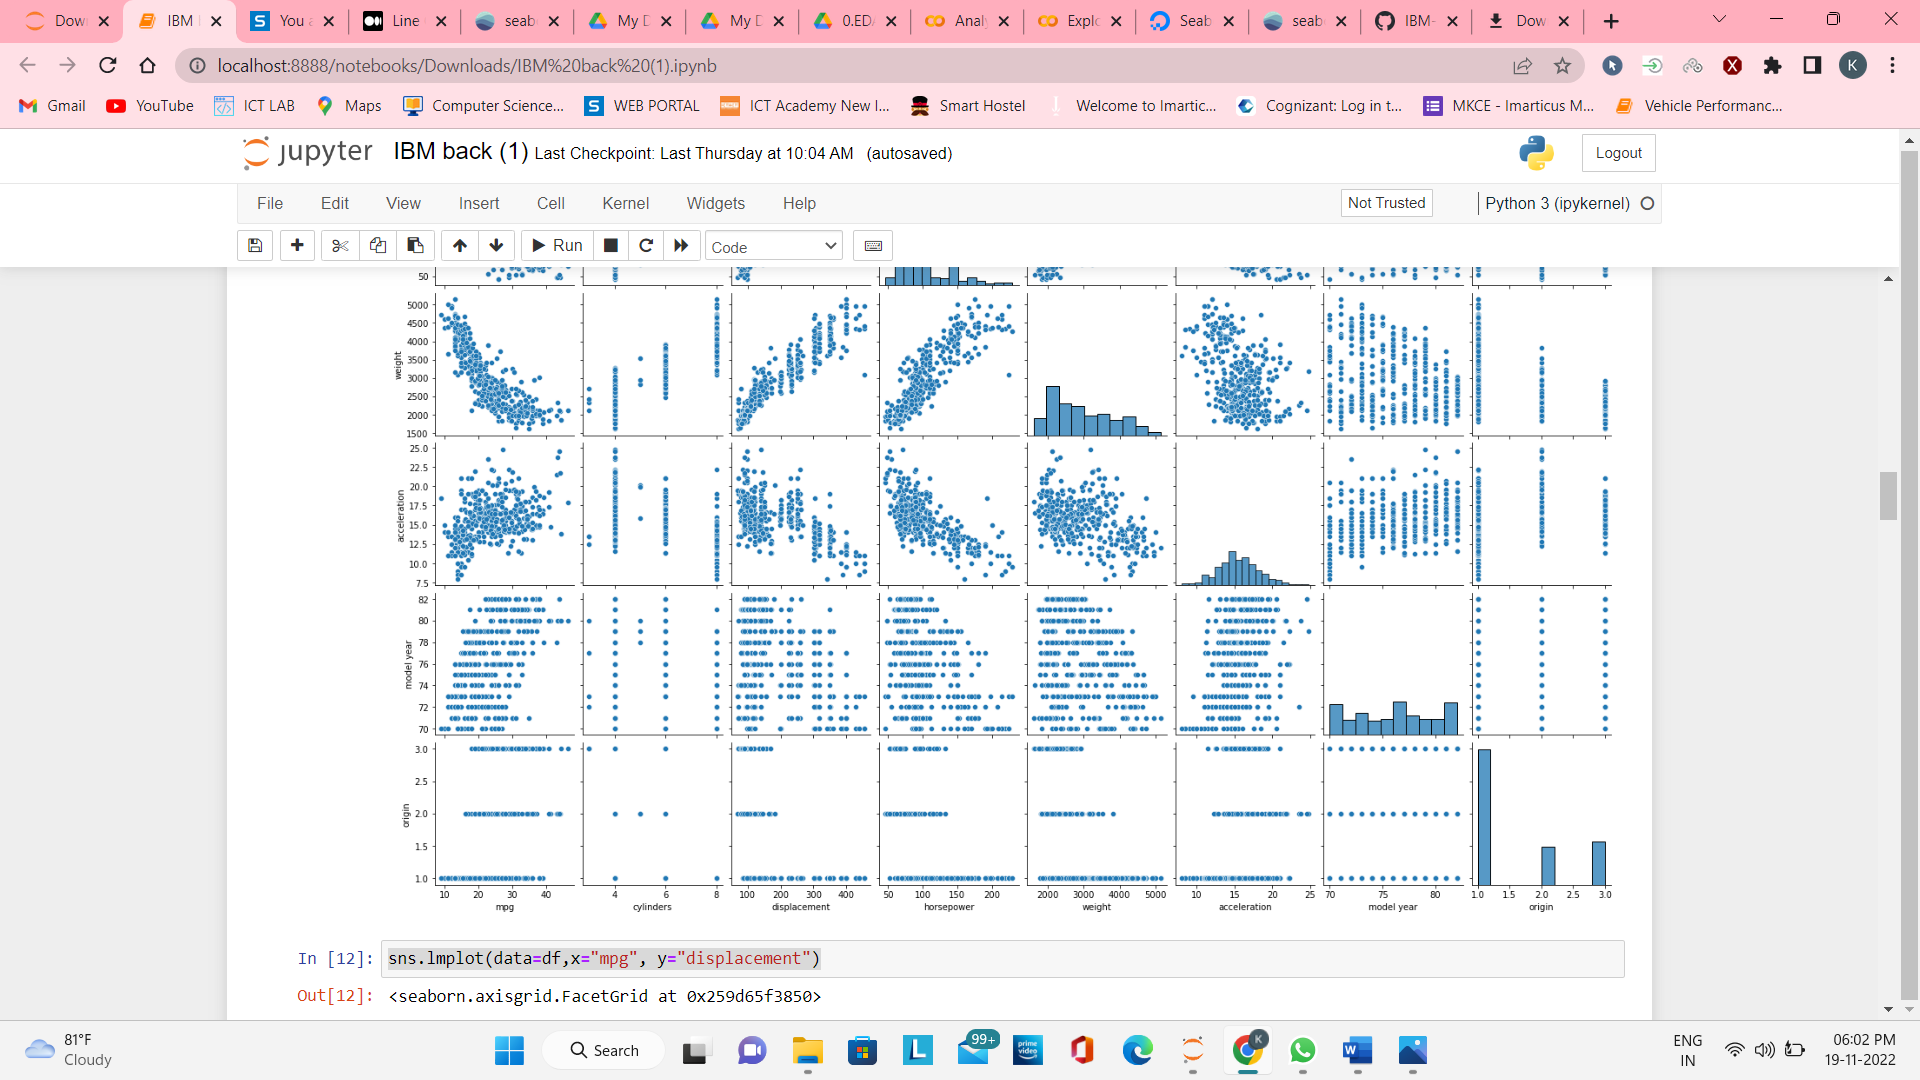 Down
IBM
You a
Line
seab
My D
My D
0.EDA
Analy
Explo
Seab
seab
IBM-
Dow
localhost:8888/notebooks/Downloads/IBM%20back%20(1).ipynb
K
Gmail
YouTube
ICT LAB
Maps
Computer Science...
WEB PORTAL
ICT Academy New I...
Smart Hostel
Welcome to Imartic...
Cognizant: Log in t...
MKCE - Imarticus M...
Vehicle Performanc...
jupyter
IBM back (1) Last Checkpoint: Last Thursday at 10:04 AM (autosaved)
Logout
File Edit View Insert Cell Kernel Widgets Help
Not Trusted
Python 3 (ipykernel)
Run
Code
50
5000
4500
4000
3500
3000
2500
2000
1500
weight
25.0
22.5
20.0
17.5
15.0
12.5
10.0
7.5
acceleration
82
80
78
76
74
72
70
model year
3.0
2.5
2.0
1.5
1.0
origin
10 20 30 40
4 6 8
100 200 300 400
50 100 150 200
2000 3000 4000 5000
10 15 20 25
70 75 80
1.0 1.5 2.0 2.5 3.0
mpg cylinders displacement horsepower weight acceleration model year origin
In [12]: sns.lmplot(data=df,x="mpg", y="displacement")
Out[12]: <seaborn.axisgrid.FacetGrid at 0x259d65f3850>
81°F
Cloudy
Search
99+
prime
video
K
ENG
IN
06:02 PM
19-11-2022